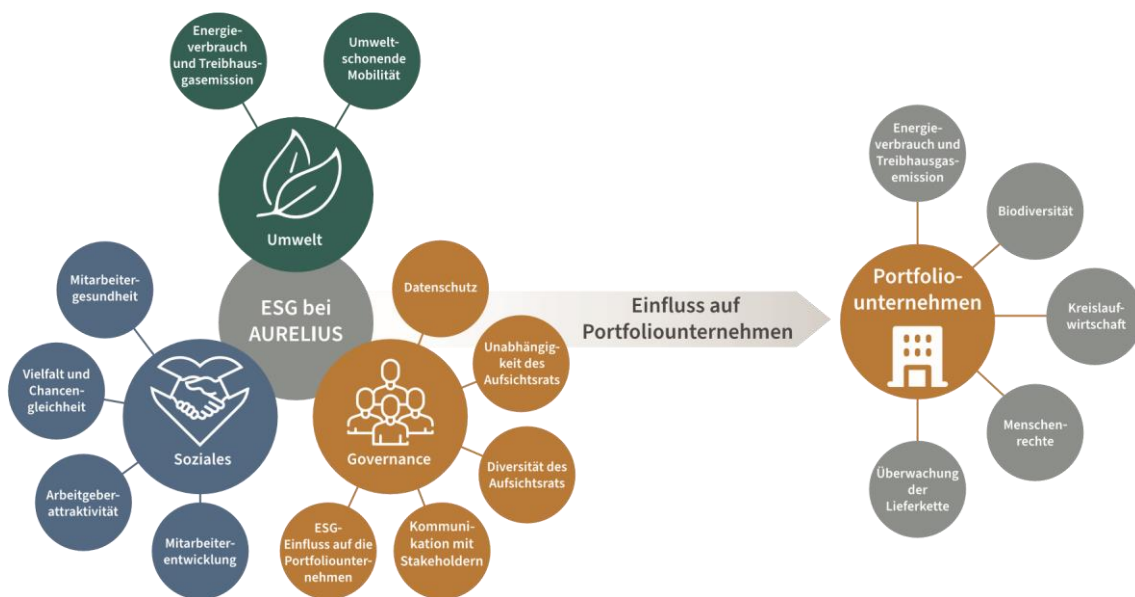 Energie-
verbrauch
und Treibhaus-
gasemission
Umwelt-
schonende
Mobilität
Umwelt
ESG bei
AURELIUS
Mitarbeiter-
gesundheit
Vielfalt und
Chancen-
gleichheit
Arbeitgeber-
attraktivität
Mitarbeiter-
entwicklung
Soziales
Governance
Datenschutz
Unabhängig-
keit des
Aufsichtsrats
Diversität des
Aufsichtsrats
Kommuni-
kation mit
Stakeholdern
ESG-
Einfluss auf die
Portfoliounter-
nehmen
Einfluss auf
Portfoliounternehmen
Portfolio-
unternehmen
Energie-
verbrauch und
Treibhausgas-
emission
Biodiversität
Kreislauf-
wirtschaft
Menschen-
rechte
Überwachung
der
Lieferkette